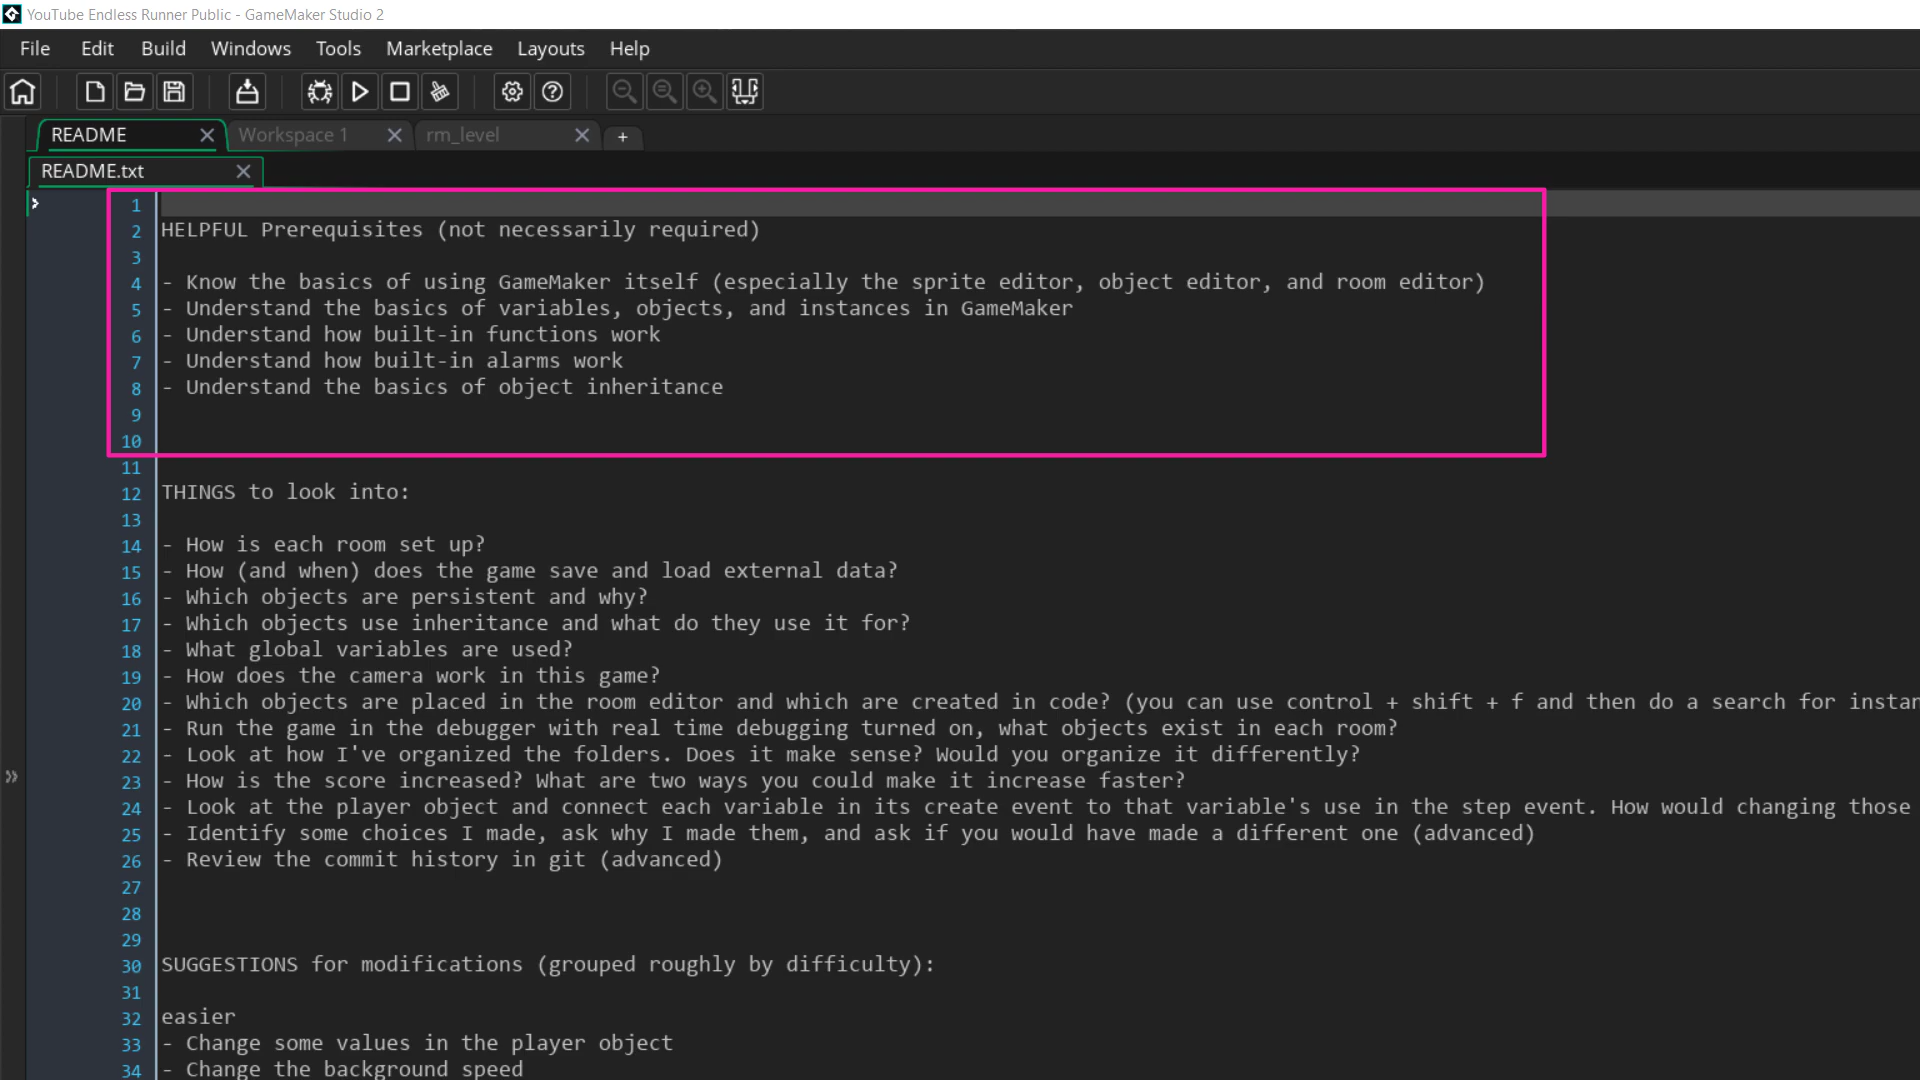 YouTube Endless Runner Public - GameMaker Studio 2
File Edit Build Windows Tools Marketplace Layouts Help
README Workspace 1 rm_level +
README.txt
1
2 HELPFUL Prerequisites (not necessarily required)
3
4 - Know the basics of using GameMaker itself (especially the sprite editor, object editor, and room editor)
5 - Understand the basics of variables, objects, and instances in GameMaker
6 - Understand how built-in functions work
7 - Understand how built-in alarms work
8 - Understand the basics of object inheritance
9
10
11
12 THINGS to look into:
13
14 - How is each room set up?
15 - How (and when) does the game save and load external data?
16 - Which objects are persistent and why?
17 - Which objects use inheritance and what do they use it for?
18 - What global variables are used?
19 - How does the camera work in this game?
20 - Which objects are placed in the room editor and which are created in code? (you can use control + shift + f and then do a search for instan
21 - Run the game in the debugger with real time debugging turned on, what objects exist in each room?
22 - Look at how I've organized the folders. Does it make sense? Would you organize it differently?
23 - How is the score increased? What are two ways you could make it increase faster?
24 - Look at the player object and connect each variable in its create event to that variable's use in the step event. How would changing those
25 - Identify some choices I made, ask why I made them, and ask if you would have made a different one (advanced)
26 - Review the commit history in git (advanced)
27
28
29
30 SUGGESTIONS for modifications (grouped roughly by difficulty):
31
32 easier
33 - Change some values in the player object
34 - Change the background speed